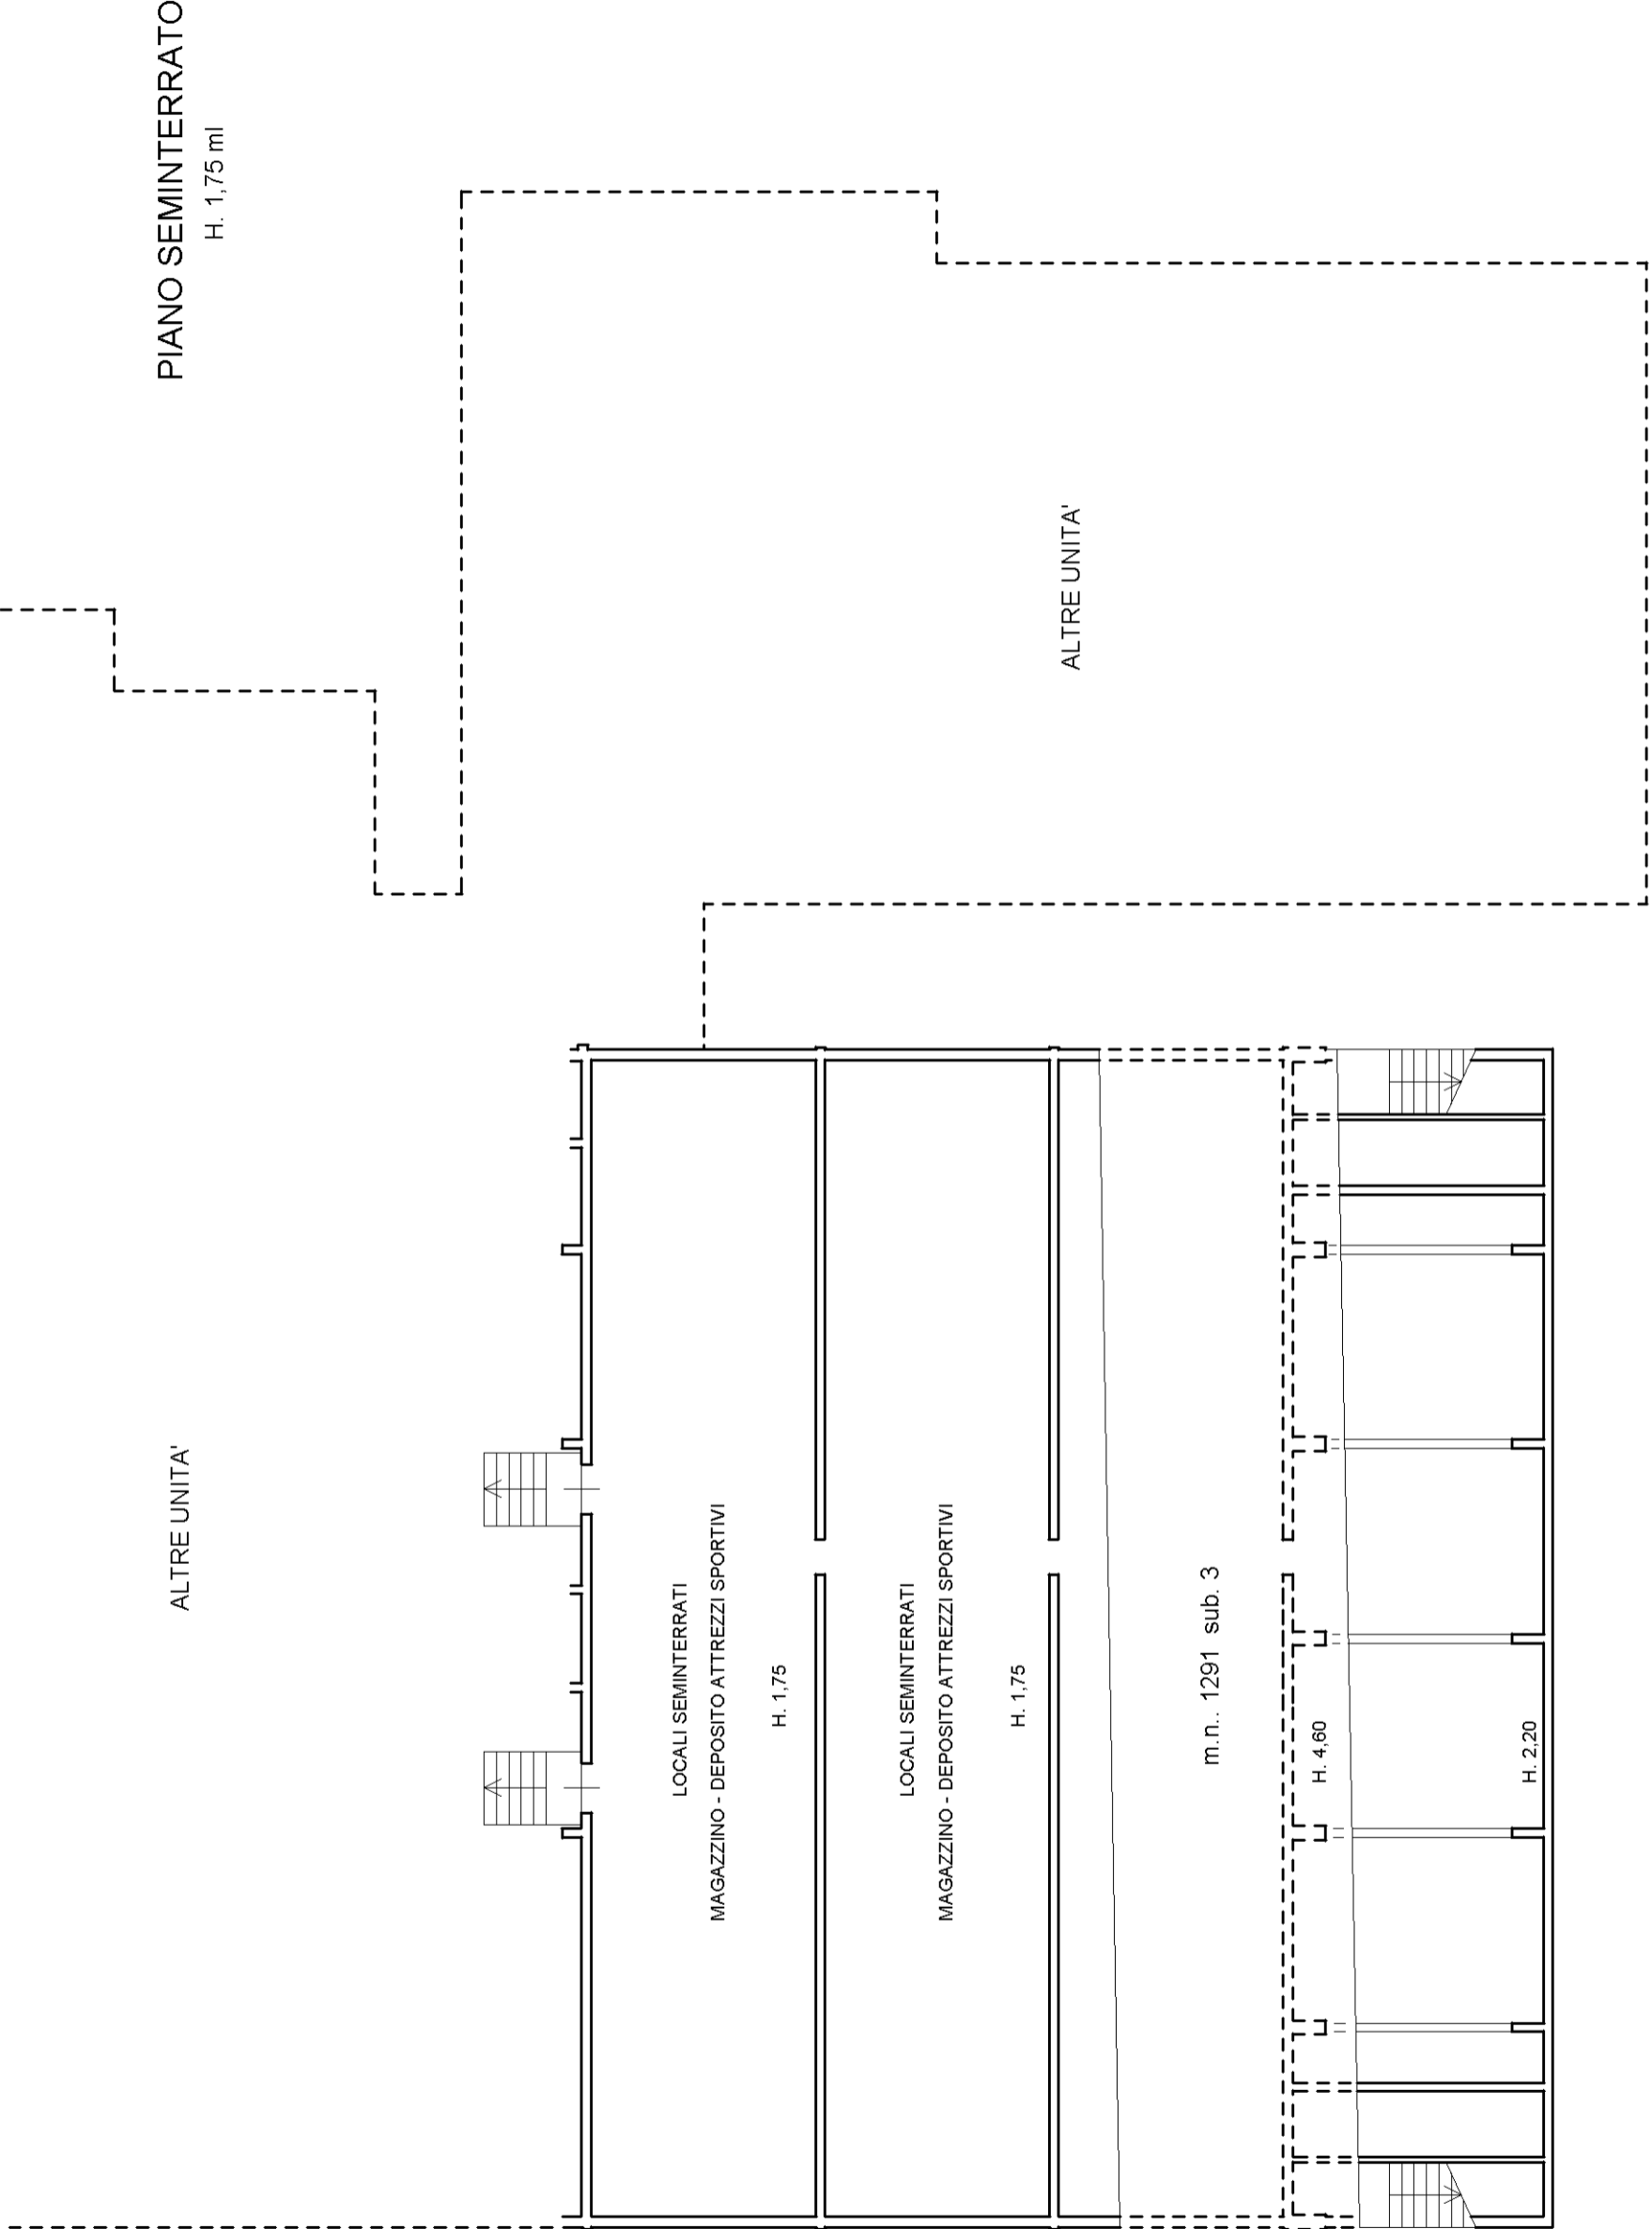 PIANO SEMINTERRATO
H. 1,75 ml
ALTRE UNITA'
ALTRE UNITA'
LOCALI SEMINTERRATI
MAGAZZINO - DEPOSITO ATTREZZI SPORTIVI
H. 1,75
LOCALI SEMINTERRATI
MAGAZZINO - DEPOSITO ATTREZZI SPORTIVI
H. 1,75
m.n.. 1291 sub. 3
H. 4,60
H. 2,20